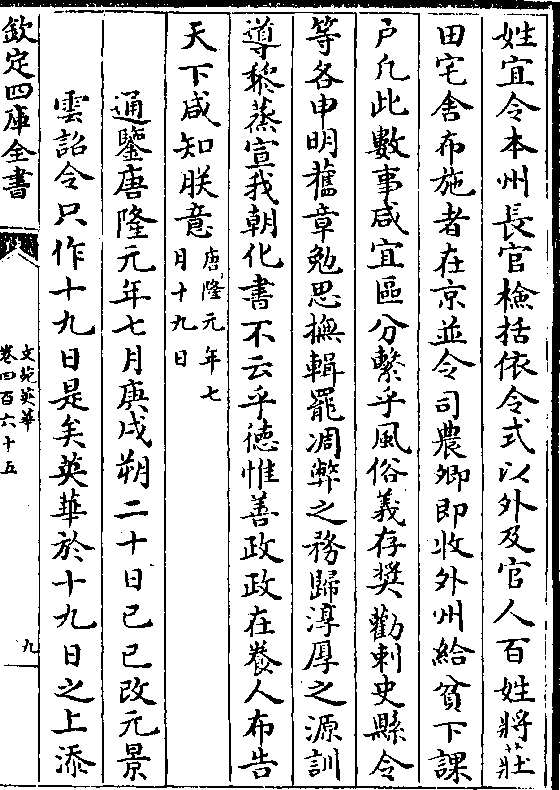 姓宜令本州長官檢括依令式以外及官人百姓將莊
田宅舍布施者在京並令司農卿即收外州給貧下課
戶凡此數事咸宜區分繫乎風俗義存奨勸刺史縣令
等各申明舊章勉思撫輯罷凋弊之務歸淳厚之源訓
導黎蒸宣我朝化書不云乎徳惟善政政在養人布告
天下咸知朕意唐隆元年七
月十九日
通鑒唐隆元年七月庚戌朔二十日己巳改元景
雲詔令只作十九日是矣英華於十九日之上添
欽定四庫全書
文苑英華
卷四百六十五
九